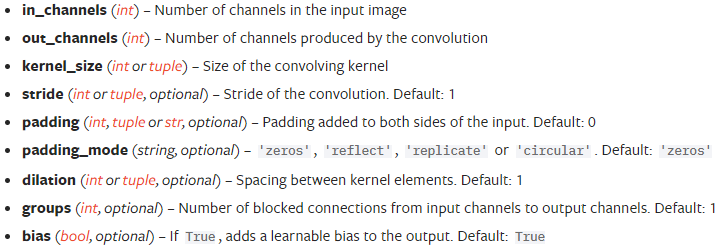 • in_channels (int) – Number of channels in the input image
• out_channels (int) – Number of channels produced by the convolution
• kernel_size (int or tuple) – Size of the convolving kernel
• stride (int or tuple, optional) – Stride of the convolution. Default: 1
• padding (int, tuple or str, optional) – Padding added to both sides of the input. Default: 0
• padding_mode (string, optional) – 'zeros', 'reflect', 'replicate' or 'circular'. Default: 'zeros'
• dilation (int or tuple, optional) – Spacing between kernel elements. Default: 1
• groups (int, optional) – Number of blocked connections from input channels to output channels. Default: 1
• bias (bool, optional) – If True, adds a learnable bias to the output. Default: True